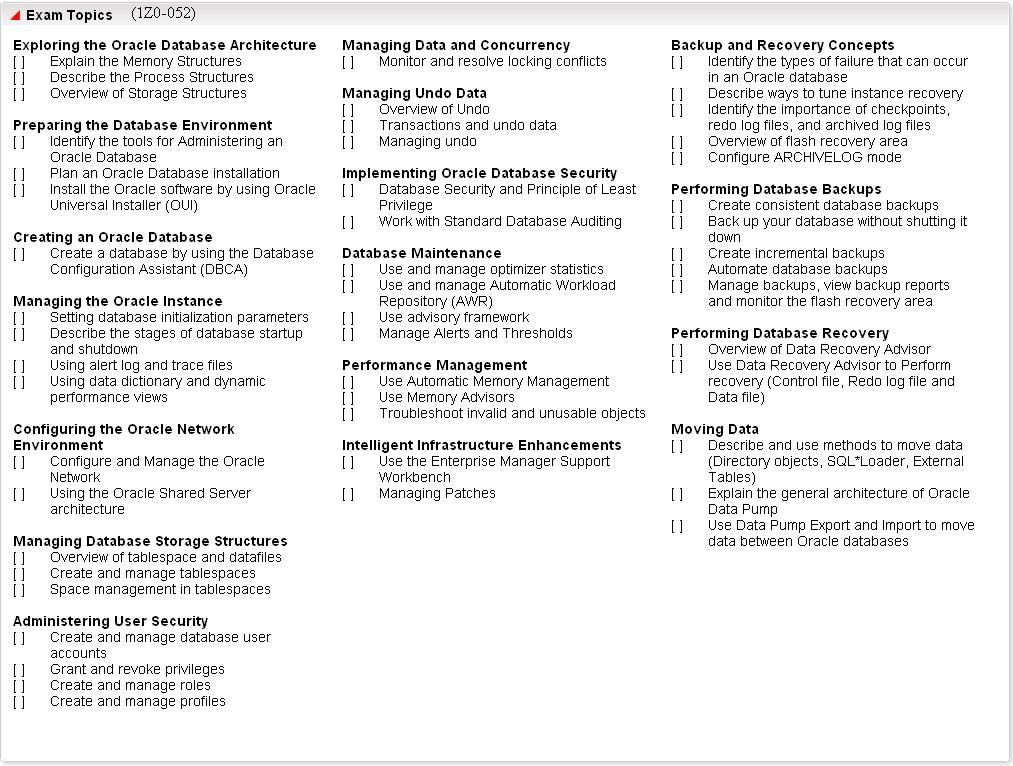 Exam Topics (1Z0-052)
Exploring the Oracle Database Architecture
[ ] Explain the Memory Structures
[ ] Describe the Process Structures
[ ] Overview of Storage Structures
Preparing the Database Environment
[ ] Identify the tools for Administering an
Oracle Database
[ ] Plan an Oracle Database installation
[ ] Install the Oracle software by using Oracle
Universal Installer (OUI)
Creating an Oracle Database
[ ] Create a database by using the Database
Configuration Assistant (DBCA)
Managing the Oracle Instance
[ ] Setting database initialization parameters
[ ] Describe the stages of database startup
and shutdown
[ ] Using alert log and trace files
[ ] Using data dictionary and dynamic
performance views
Configuring the Oracle Network
Environment
[ ] Configure and Manage the Oracle
Network
[ ] Using the Oracle Shared Server
architecture
Managing Database Storage Structures
[ ] Overview of tablespace and datafiles
[ ] Create and manage tablespaces
[ ] Space management in tablespaces
Administering User Security
[ ] Create and manage database user
accounts
[ ] Grant and revoke privileges
[ ] Create and manage roles
[ ] Create and manage profiles
Managing Data and Concurrency
[ ] Monitor and resolve locking conflicts
Managing Undo Data
[ ] Overview of Undo
[ ] Transactions and undo data
[ ] Managing undo
Implementing Oracle Database Security
[ ] Database Security and Principle of Least
Privilege
[ ] Work with Standard Database Auditing
Database Maintenance
[ ] Use and manage optimizer statistics
[ ] Use and manage Automatic Workload
Repository (AWR)
[ ] Use advisory framework
[ ] Manage Alerts and Thresholds
Performance Management
[ ] Use Automatic Memory Management
[ ] Use Memory Advisors
[ ] Troubleshoot invalid and unusable objects
Intelligent Infrastructure Enhancements
[ ] Use the Enterprise Manager Support
Workbench
[ ] Managing Patches
Backup and Recovery Concepts
[ ] Identify the types of failure that can occur
in an Oracle database
[ ] Describe ways to tune instance recovery
[ ] Identify the importance of checkpoints,
redo log files, and archived log files
[ ] Overview of flash recovery area
[ ] Configure ARCHIVELOG mode
Performing Database Backups
[ ] Create consistent database backups
[ ] Back up your database without shutting it
down
[ ] Create incremental backups
[ ] Automate database backups
[ ] Manage backups, view backup reports
and monitor the flash recovery area
Performing Database Recovery
[ ] Overview of Data Recovery Advisor
[ ] Use Data Recovery Advisor to Perform
recovery (Control file, Redo log file and
Data file)
Moving Data
[ ] Describe and use methods to move data
(Directory objects, SQL*Loader, External
Tables)
[ ] Explain the general architecture of Oracle
Data Pump
[ ] Use Data Pump Export and Import to move
data between Oracle databases